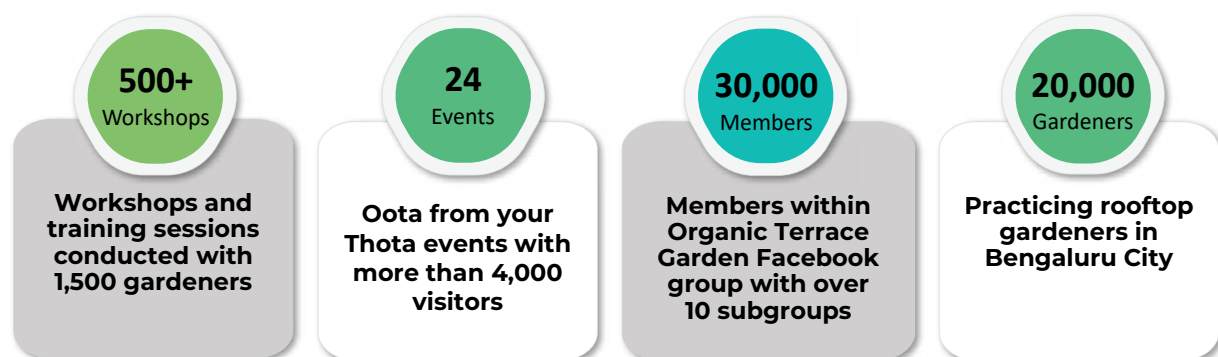 500+
Workshops
Workshops and
training sessions
conducted with
1,500 gardeners
24
Events
Oota from your
Thota events with
more than 4,000
visitors
30,000
Members
Members within
Organic Terrace
Garden Facebook
group with over
10 subgroups
20,000
Gardeners
Practicing rooftop
gardeners in
Bengaluru City